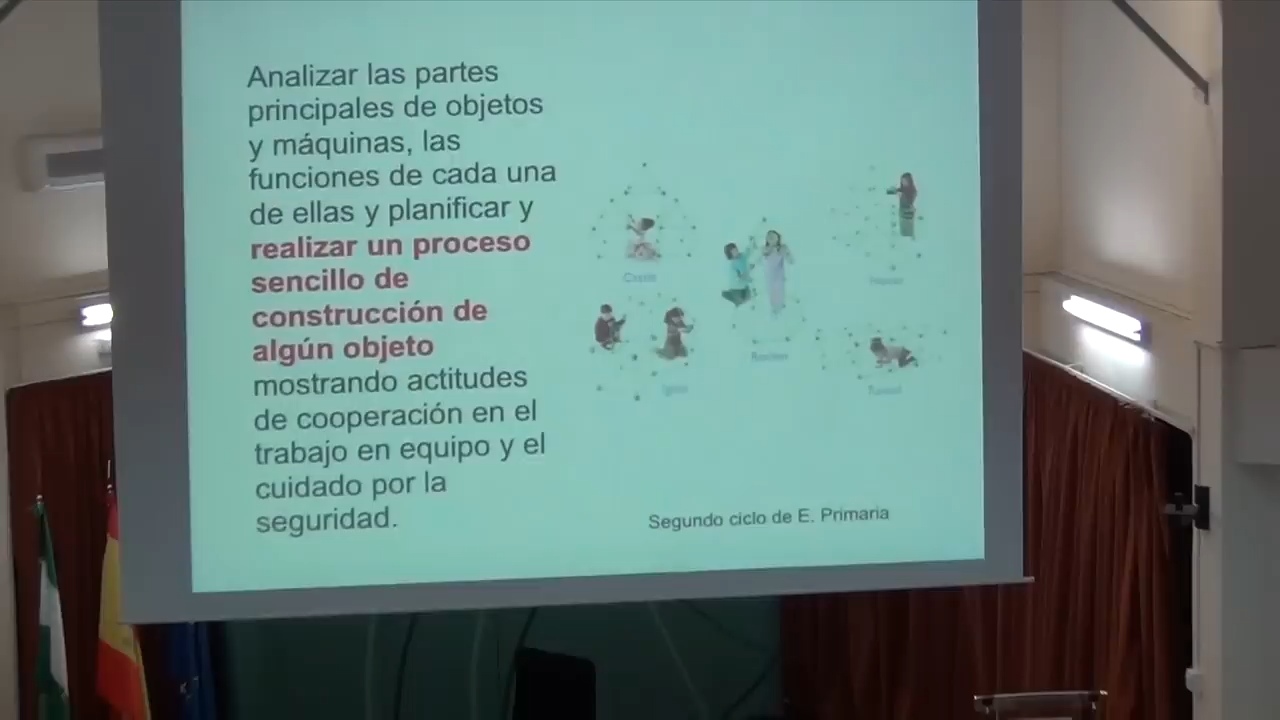 Analizar las partes
principales de objetos
y máquinas, las
funciones de cada una
de ellas y planificar y
realizar un proceso
sencillo de
construcción de
algún objeto
mostrando actitudes
de cooperación en el
trabajo en equipo y el
cuidado por la
seguridad.
Segundo ciclo de E. Primaria